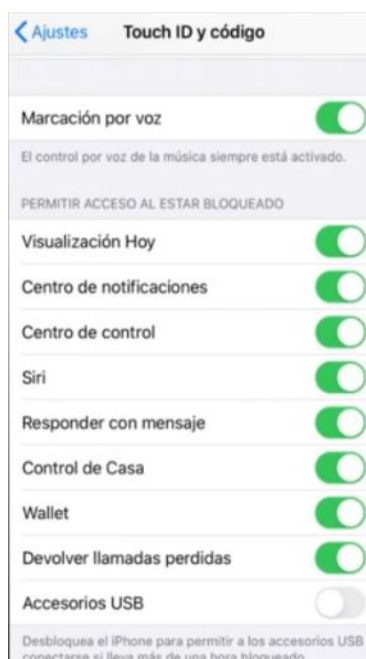 Ajustes Touch ID y código
Marcación por voz
El control por voz de la música siempre está activado.
PERMITIR ACCESO AL ESTAR BLOQUEADO
Visualización Hoy
Centro de notificaciones
Centro de control
Siri
Responder con mensaje
Control de Casa
Wallet
Devolver llamadas perdidas
Accesorios USB
Desbloquea el iPhone para permitir a los accesorios USB
conectarse si lleva más de una hora bloqueado